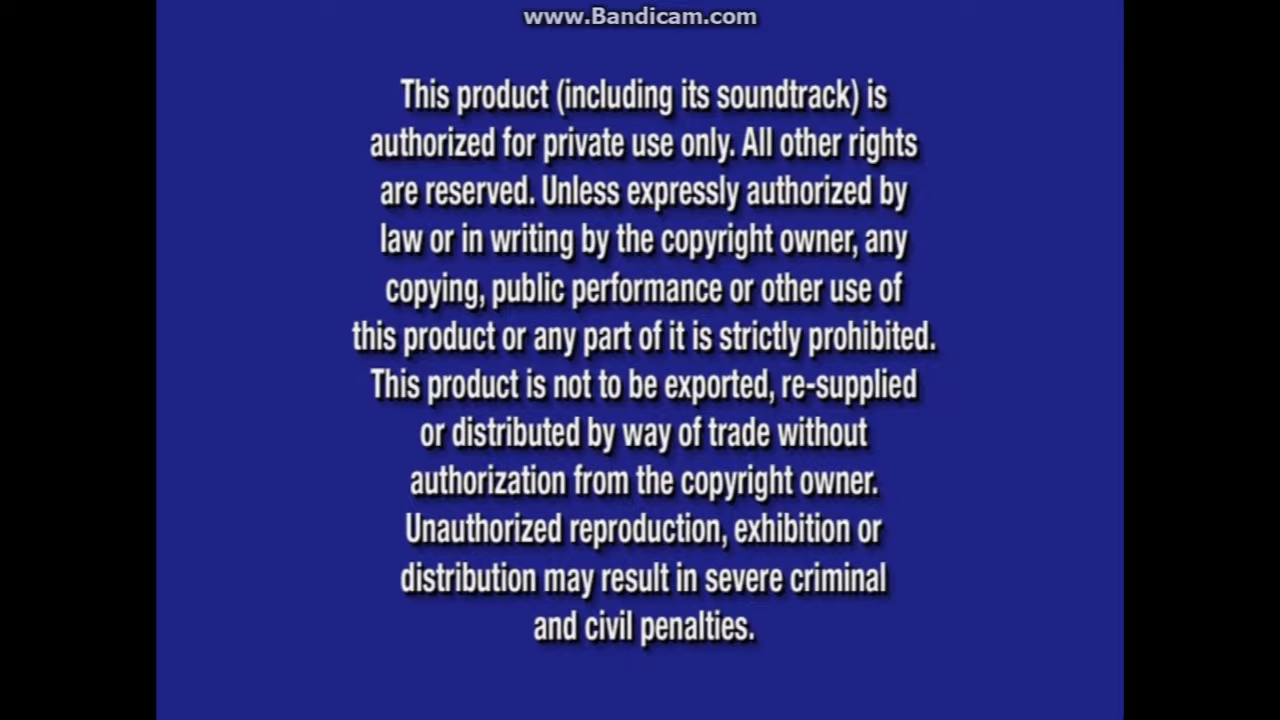 www.Bandicam.com
This product (including its soundtrack) is
authorized for private use only. All other rights
are reserved. Unless expressly authorized by
law or in writing by the copyright owner, any
copying, public performance or other use of
this product or any part of it is strictly prohibited.
This product is not to be exported, re-supplied
or distributed by way of trade without
authorization from the copyright owner.
Unauthorized reproduction, exhibition or
distribution may result in severe criminal
and civil penalties.